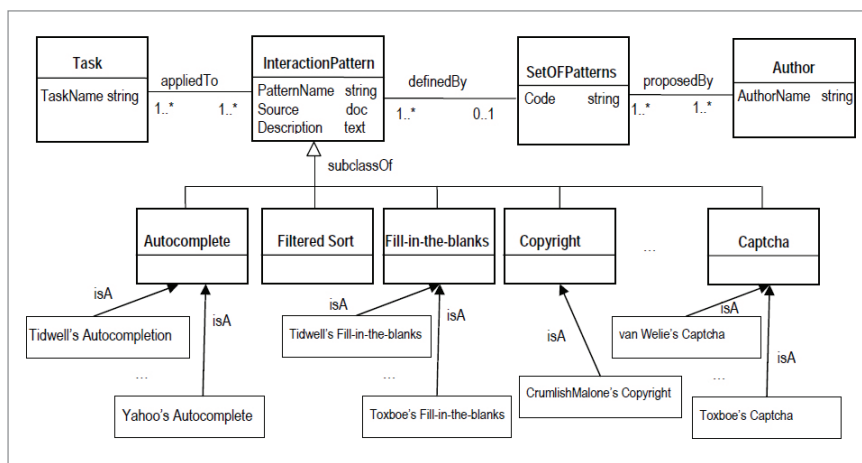 Task
TaskName string
appliedTo
1..*
1..*
InteractionPattern
PatternName string
Source doc
Description text
definedBy
1..*
0..1
SetOFPatterns
Code string
proposedBy
1..*
1..*
Author
AuthorName string
subclassOf
Autocomplete
Filtered Sort
Fill-in-the-blanks
Copyright
...
Captcha
isA
isA
isA
isA
isA
isA
isA
Tidwell's Autocompletion
Tidwell's Fill-in-the-blanks
van Welie's Captcha
...
...
...
Yahoo's Autocomplete
Toxboe's Fill-in-the-blanks
CrumlishMalone's Copyright
Toxboe's Captcha